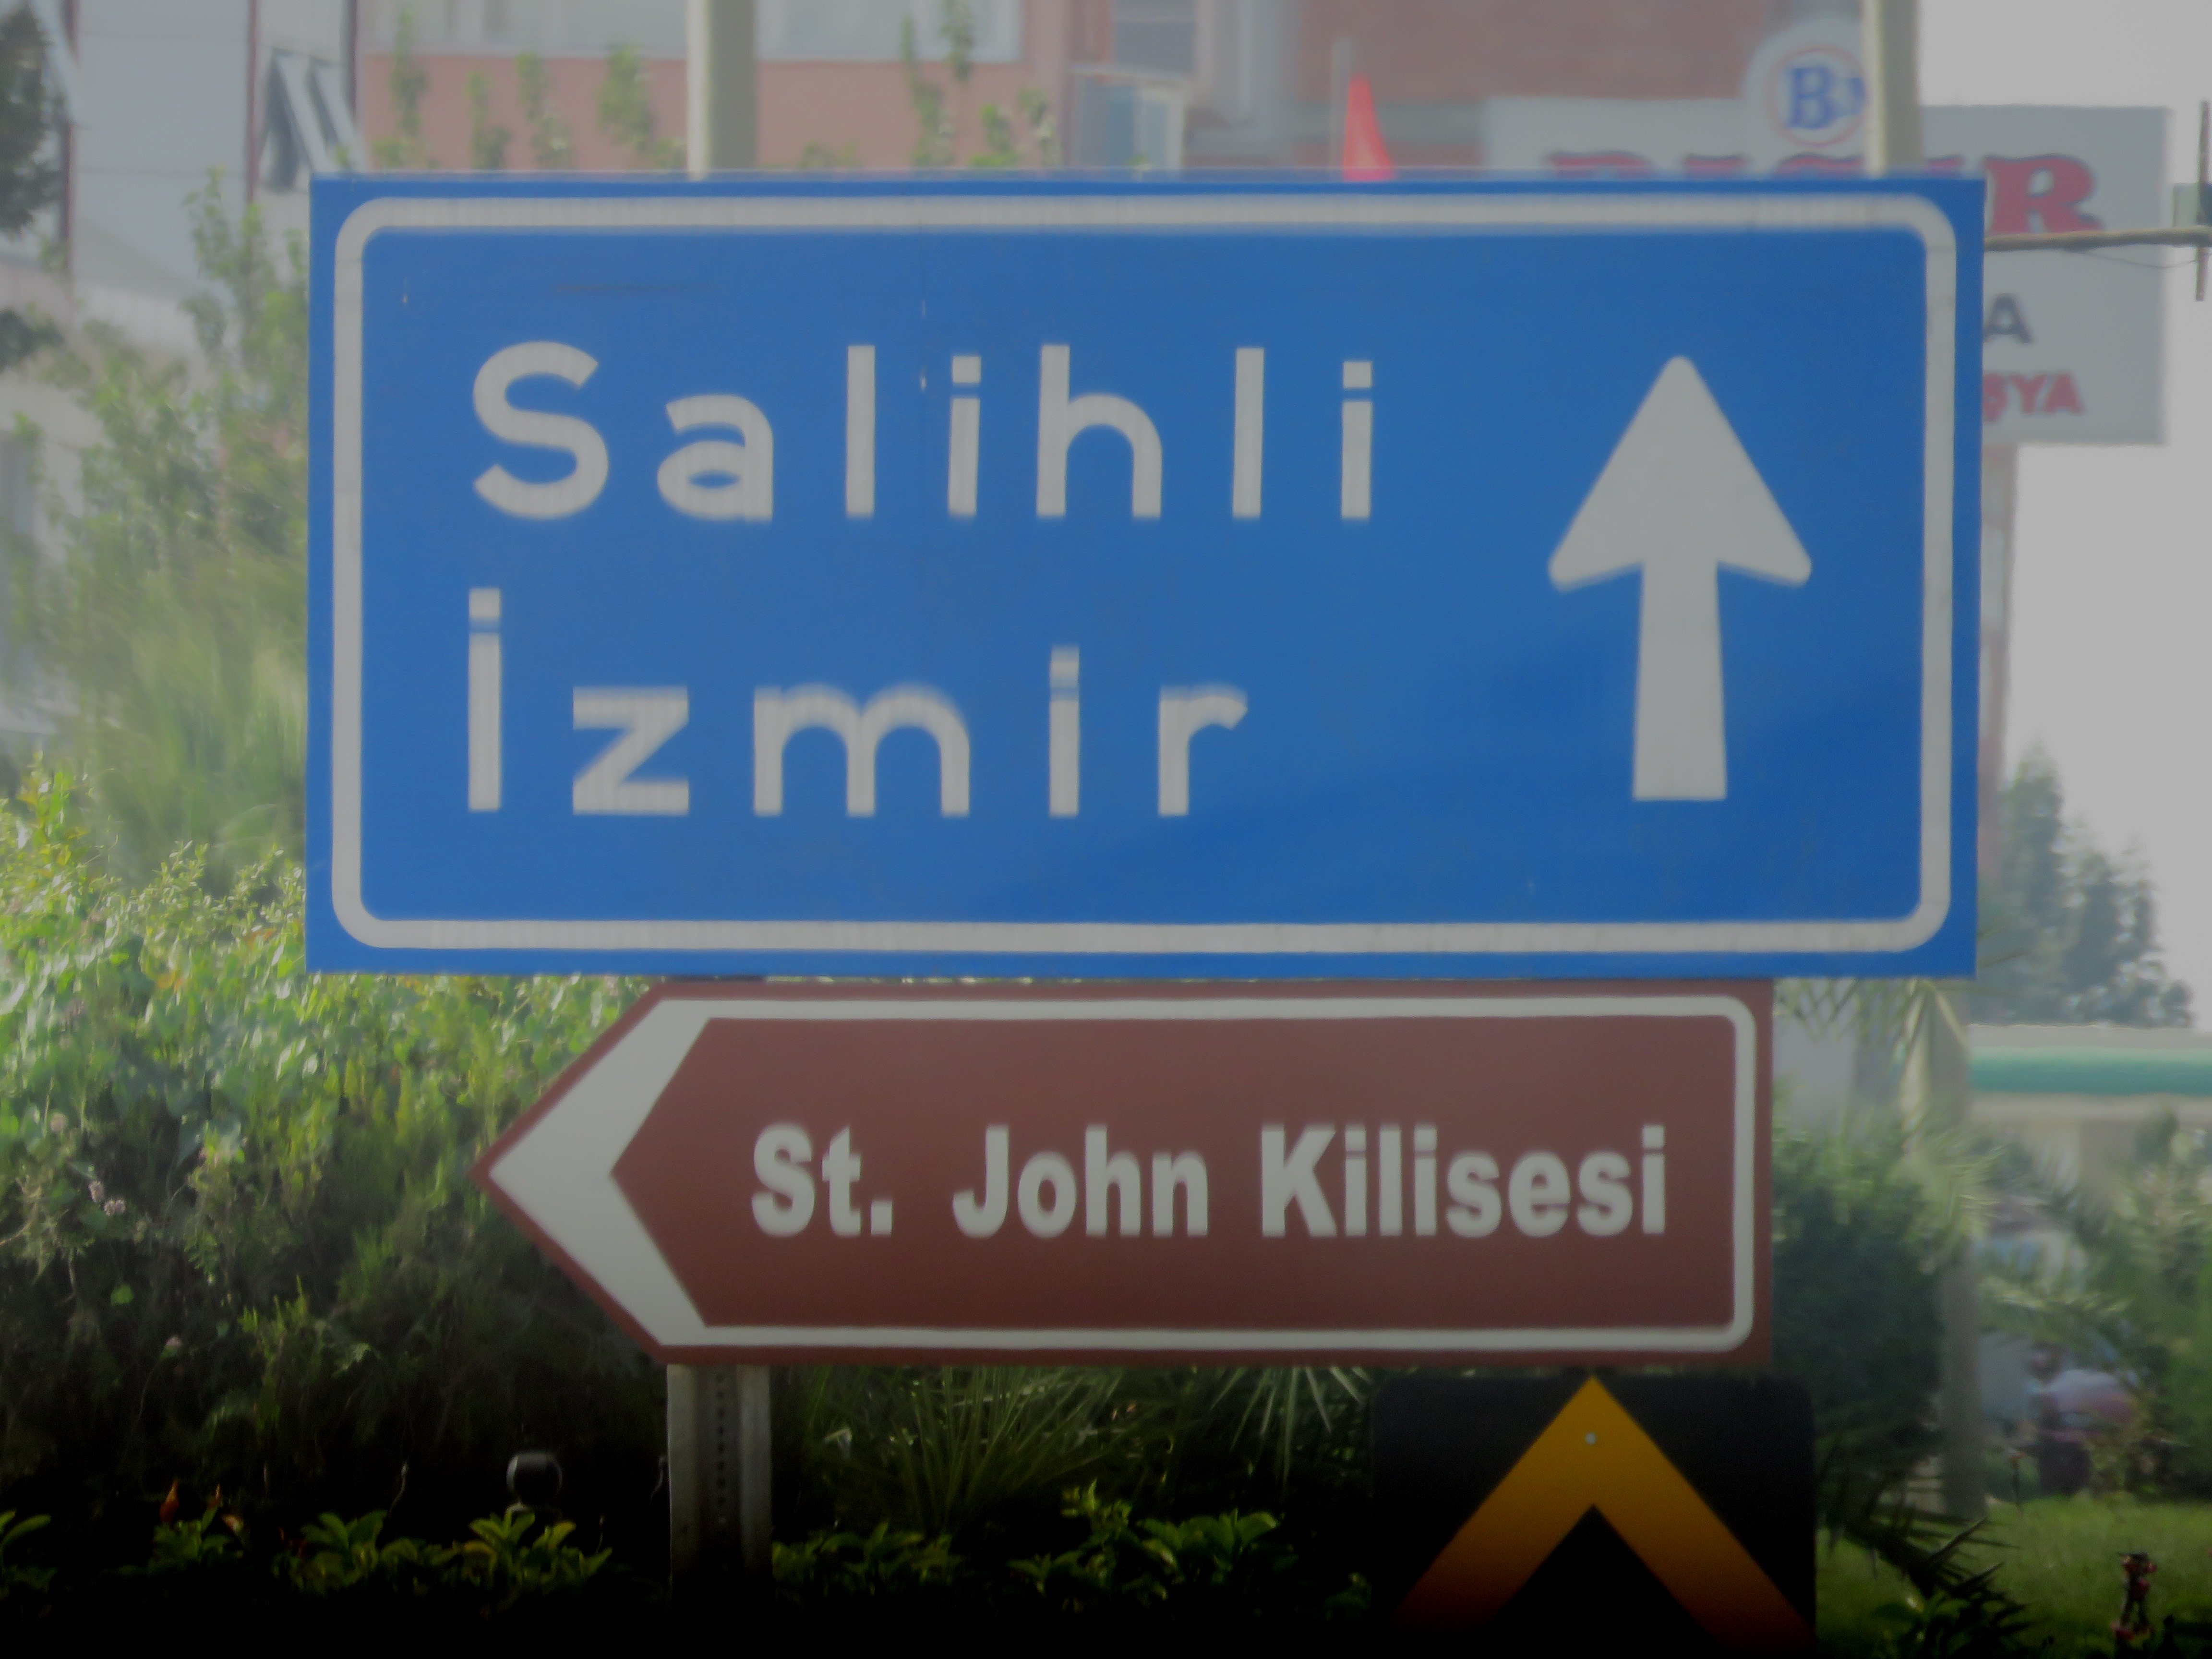 Salihli
İzmir
St. John Kilisesi